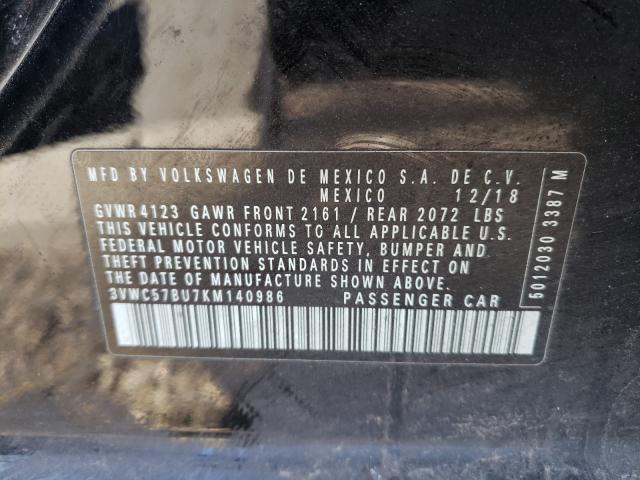 MFD BY VOLKSWAGEN DE MEXICO S.A. DE C.V.
MEXICO 12/18
GVWR 4123 GAWR FRONT 2161 / REAR 2072 LBS
THIS VEHICLE CONFORMS TO ALL APPLICABLE U.S.
FEDERAL MOTOR VEHICLE SAFETY, BUMPER AND
THEFT PREVENTION STANDARDS IN EFFECT ON
THE DATE OF MANUFACTURE SHOWN ABOVE.
3VWC57BU7KM140986 PASSENGER CAR
5012030 3387 M